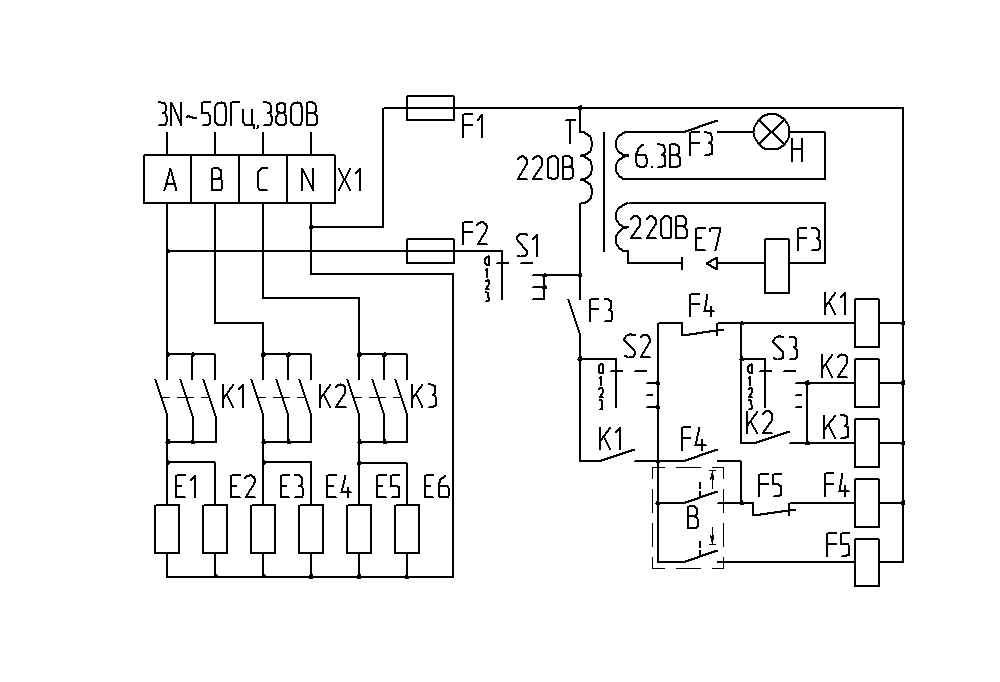 3N~50Гц,380В
A B C N X1
F1
T
220В
6.3В
F3
H
F2
S1
0
1
2
3
220В
E7
F3
F3
F4
K1
S2
0
1
2
3
S3
0
1
2
3
K2
K1 K2 K3
K2
K3
K1
F4
E1 E2 E3 E4 E5 E6
F5
F4
B
F5